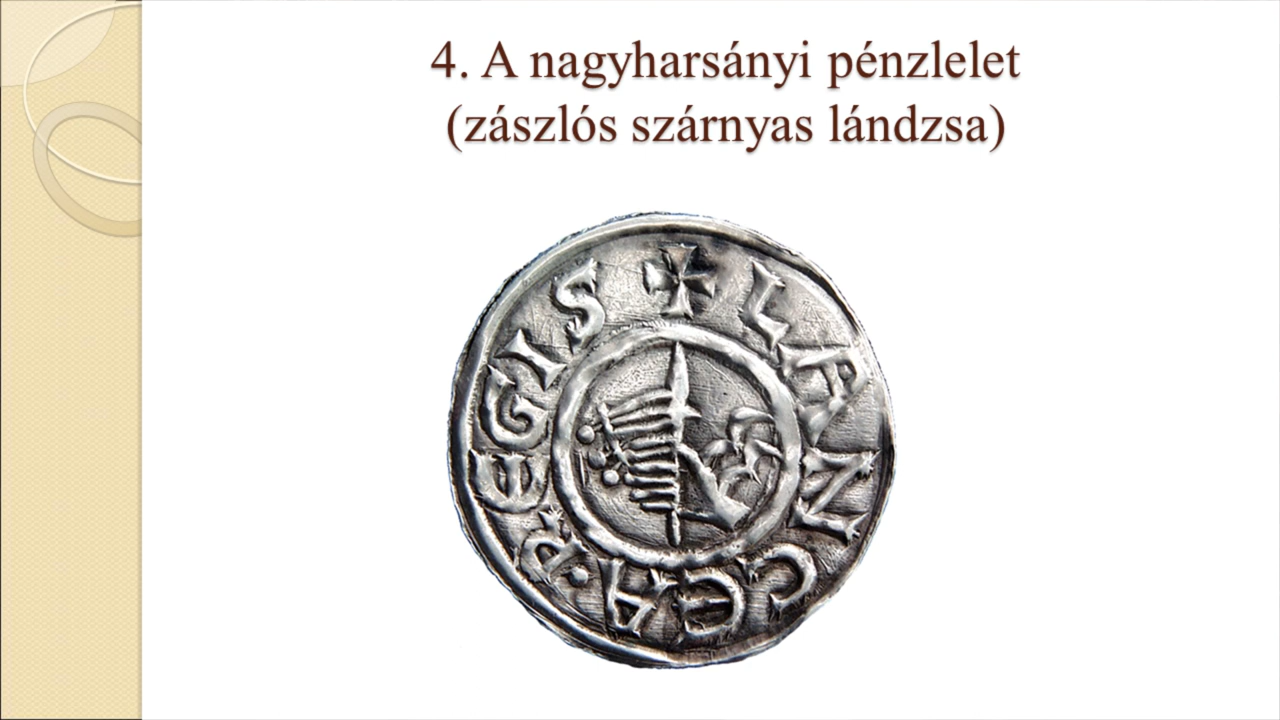 4. A nagyharsányi pénzlelet
(zászlós szárnyas lándzsa)
✠ LANCEA · REGIS